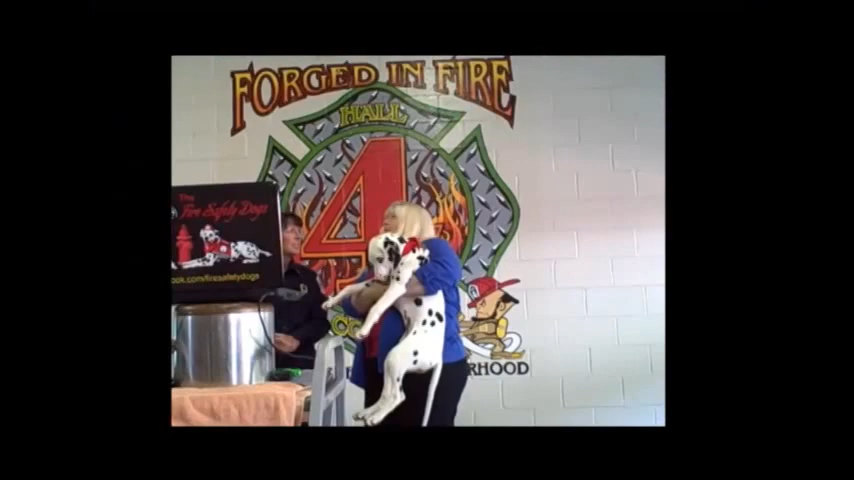 FORGED IN FIRE
HALL
4
The
Fire Safety Dogs
ook.com/firesafetydogs
RHOOD